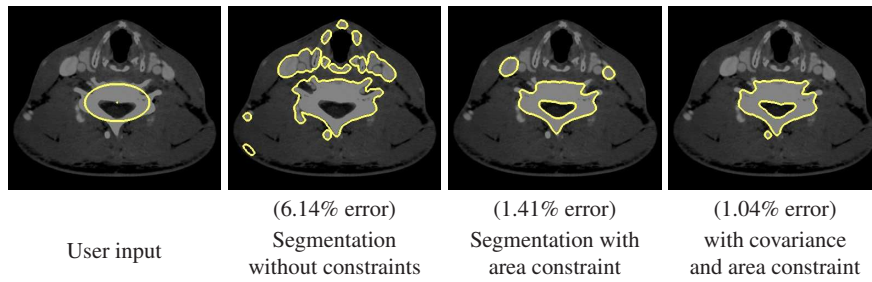 (6.14% error)
(1.41% error)
(1.04% error)
User input
Segmentation
without constraints
Segmentation with
area constraint
with covariance
and area constraint